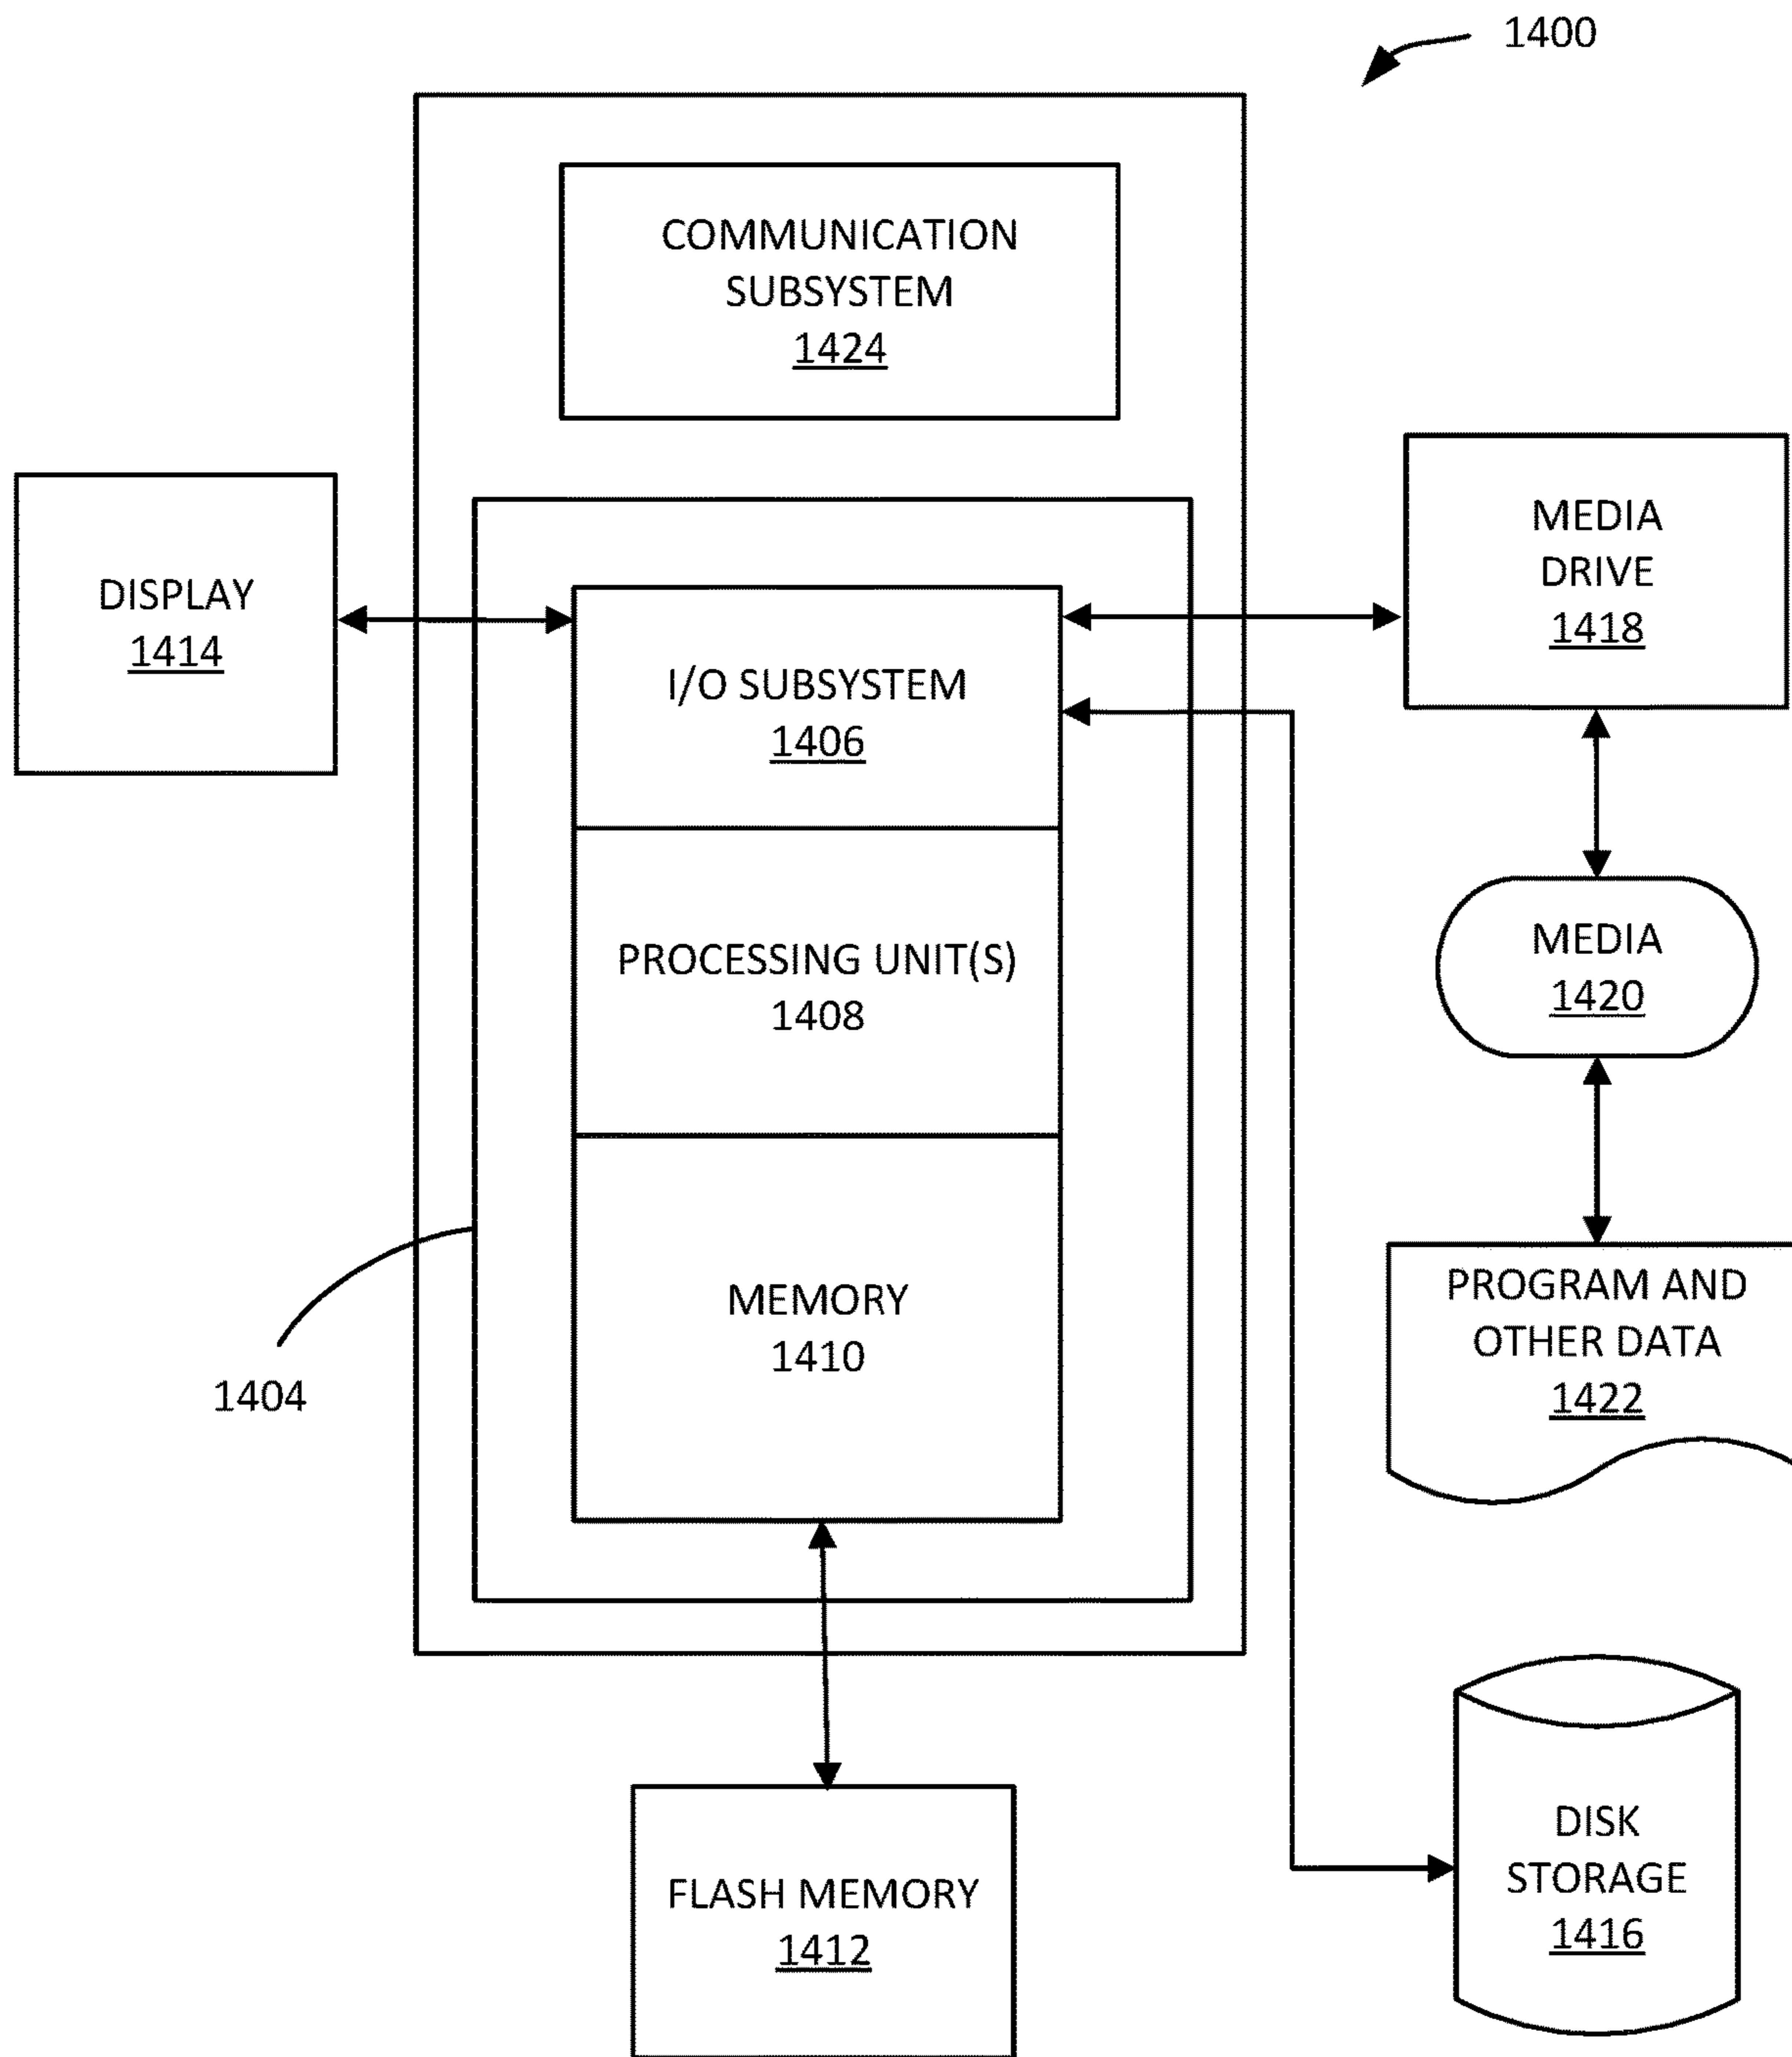 1400
COMMUNICATION
SUBSYSTEM
1424
DISPLAY
1414
I/O SUBSYSTEM
1406
PROCESSING UNIT(S)
1408
MEMORY
1410
1404
FLASH MEMORY
1412
MEDIA
DRIVE
1418
MEDIA
1420
PROGRAM AND
OTHER DATA
1422
DISK
STORAGE
1416